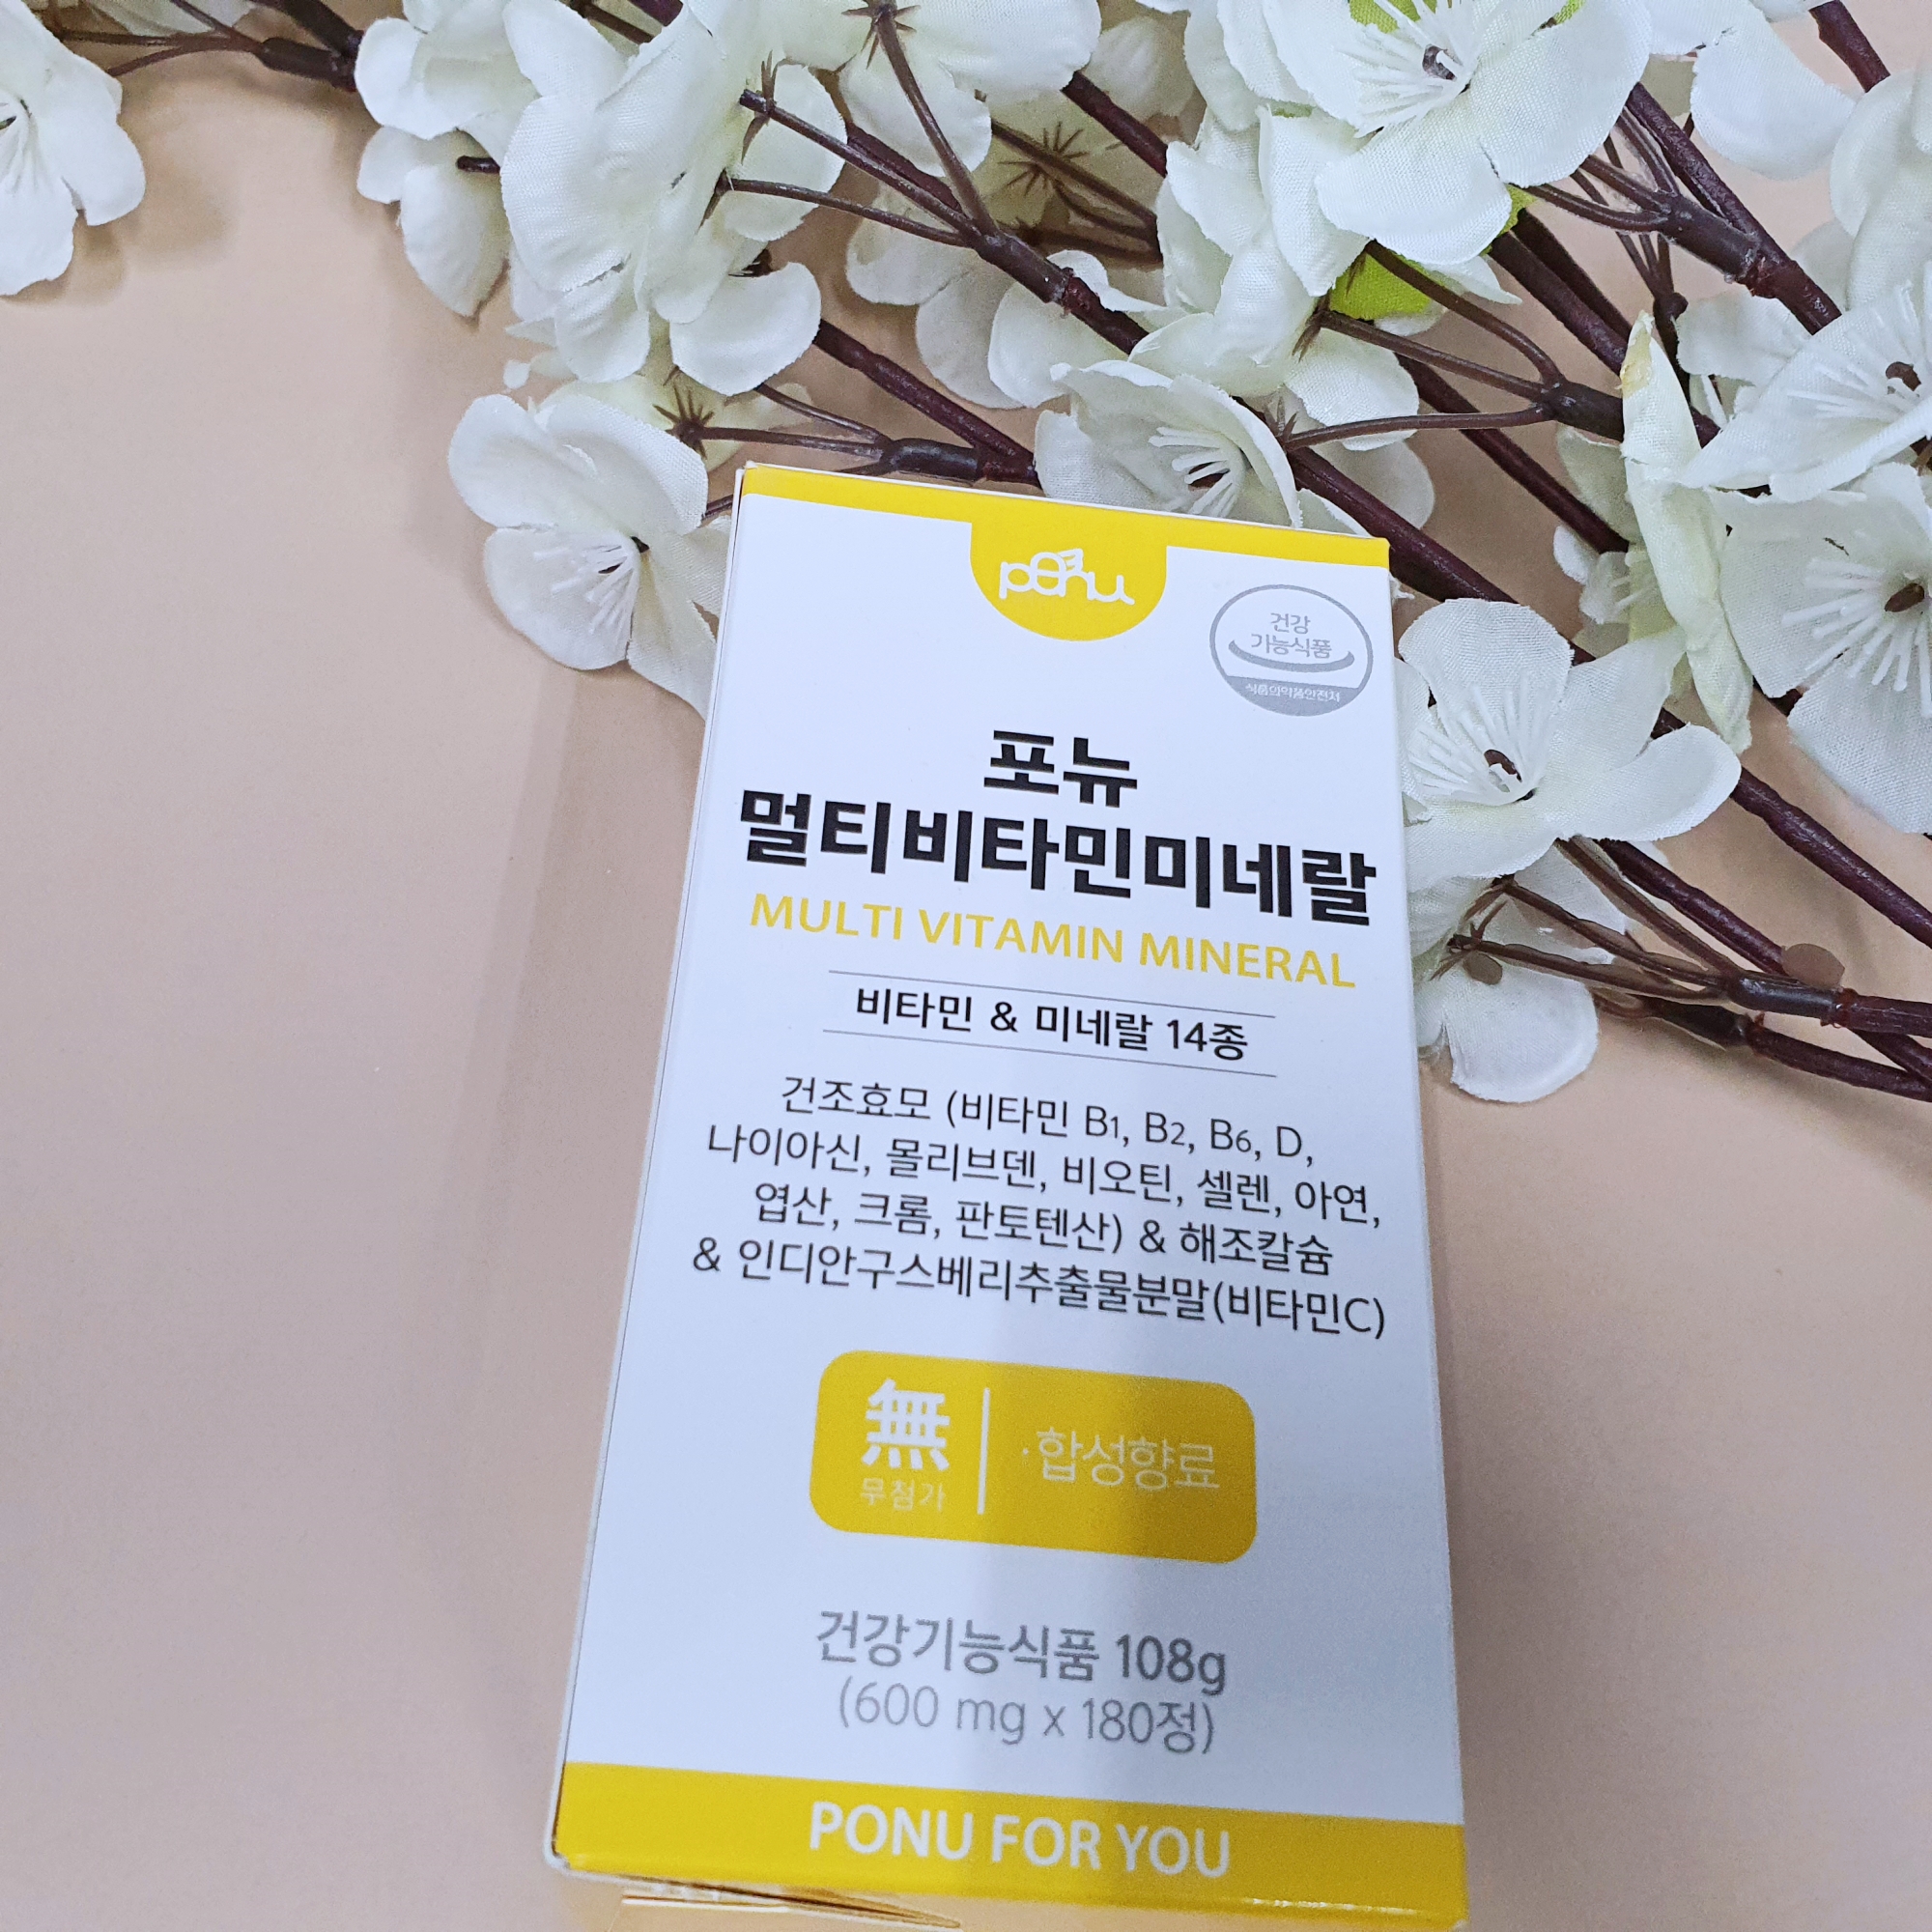 ponu
건강
기능식품
식품의약품안전처
포뉴
멀티비타민미네랄
MULTI VITAMIN MINERAL
비타민 & 미네랄 14종
건조효모 (비타민 B1, B2, B6, D,
나이아신, 몰리브덴, 비오틴, 셀렌, 아연,
엽산, 크롬, 판토텐산) & 해조칼슘
& 인디안구스베리추출물분말(비타민C)
無
무첨가
·합성향료
건강기능식품 108g
(600 mg x 180정)
PONU FOR YOU